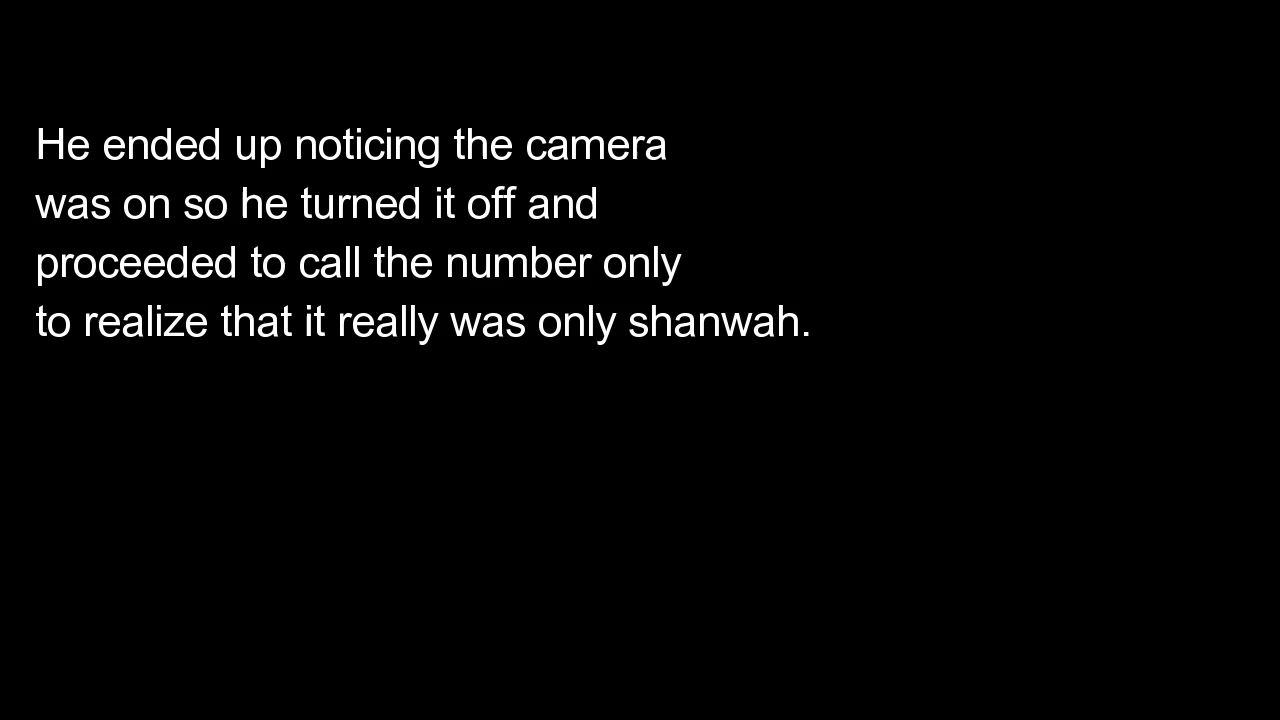 He ended up noticing the camera
was on so he turned it off and
proceeded to call the number only
to realize that it really was only shanwah.